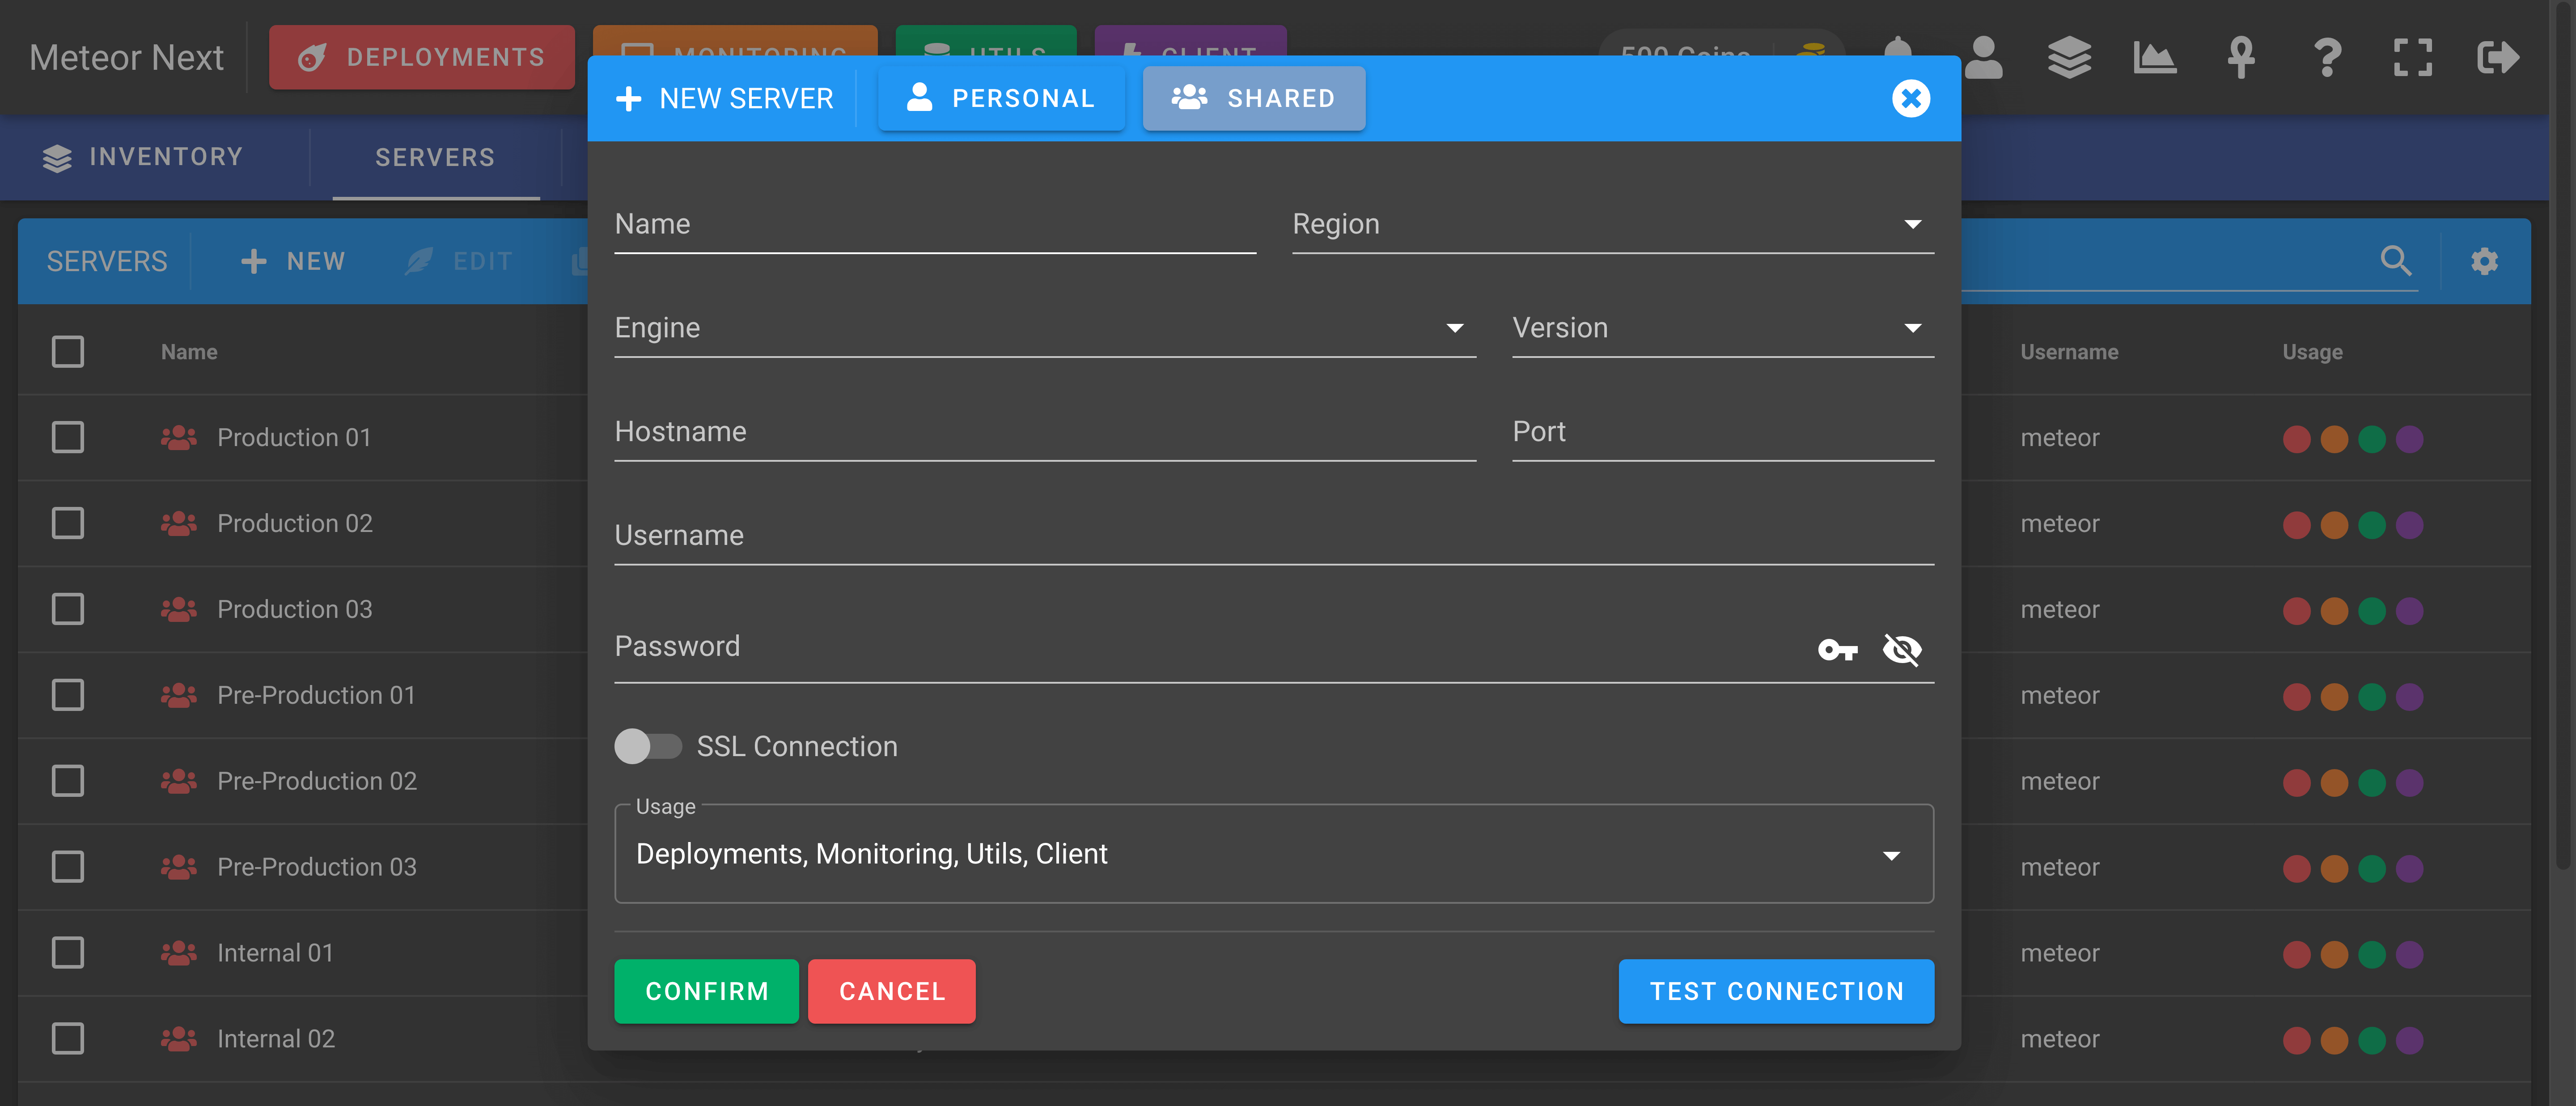 Meteor Next
DEPLOYMENTS
MONITORING
UTILS
CLIENT
500 Coins
NEW SERVER
PERSONAL
SHARED
INVENTORY
SERVERS
SERVERS
NEW
EDIT
Name
Username
Usage
Production 01
meteor
Production 02
meteor
Production 03
meteor
Pre-Production 01
meteor
Pre-Production 02
meteor
Pre-Production 03
meteor
Internal 01
meteor
Internal 02
meteor
Name
Region
Engine
Version
Hostname
Port
Username
Password
SSL Connection
Usage
Deployments, Monitoring, Utils, Client
CONFIRM
CANCEL
TEST CONNECTION